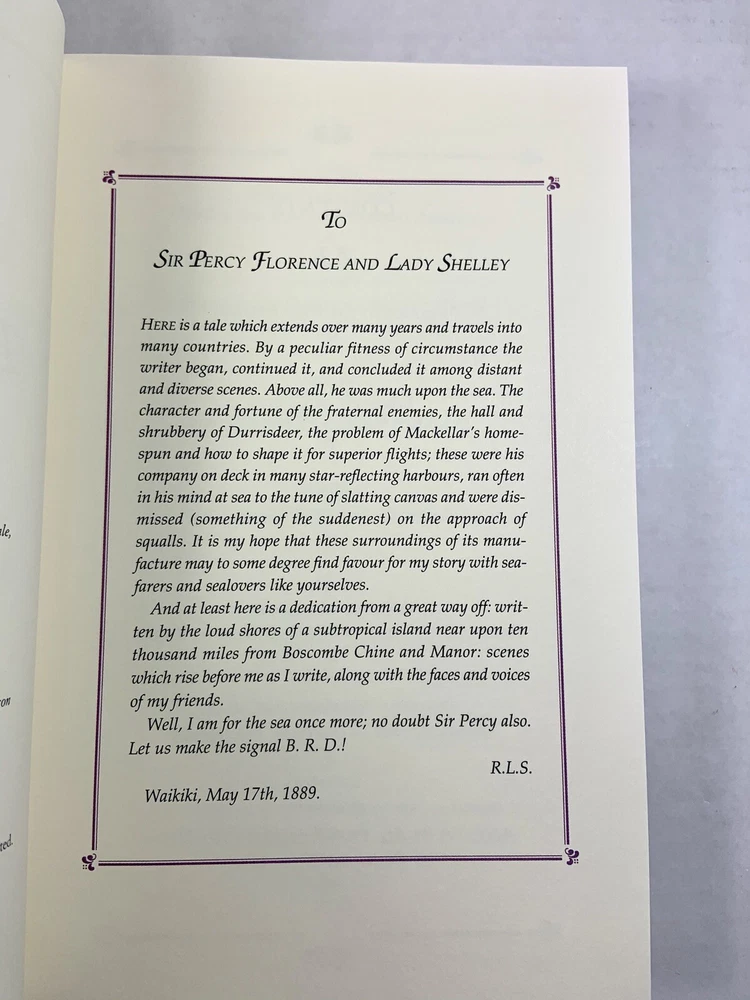 To
Sir Percy Florence and Lady Shelley
Here is a tale which extends over many years and travels into
many countries. By a peculiar fitness of circumstance the
writer began, continued it, and concluded it among distant
and diverse scenes. Above all, he was much upon the sea. The
character and fortune of the fraternal enemies, the hall and
shrubbery of Durrisdeer, the problem of Mackellar's home-
spun and how to shape it for superior flights; these were his
company on deck in many star-reflecting harbours, ran often
in his mind at sea to the tune of slatting canvas and were dis-
missed (something of the suddenest) on the approach of
squalls. It is my hope that these surroundings of its manu-
facture may to some degree find favour for my story with sea-
farers and sealovers like yourselves.
And at least here is a dedication from a great way off: writ-
ten by the loud shores of a subtropical island near upon ten
thousand miles from Boscombe Chine and Manor: scenes
which rise before me as I write, along with the faces and voices
of my friends.
Well, I am for the sea once more; no doubt Sir Percy also.
Let us make the signal B. R. D.!
R.L.S.
Waikiki, May 17th, 1889.